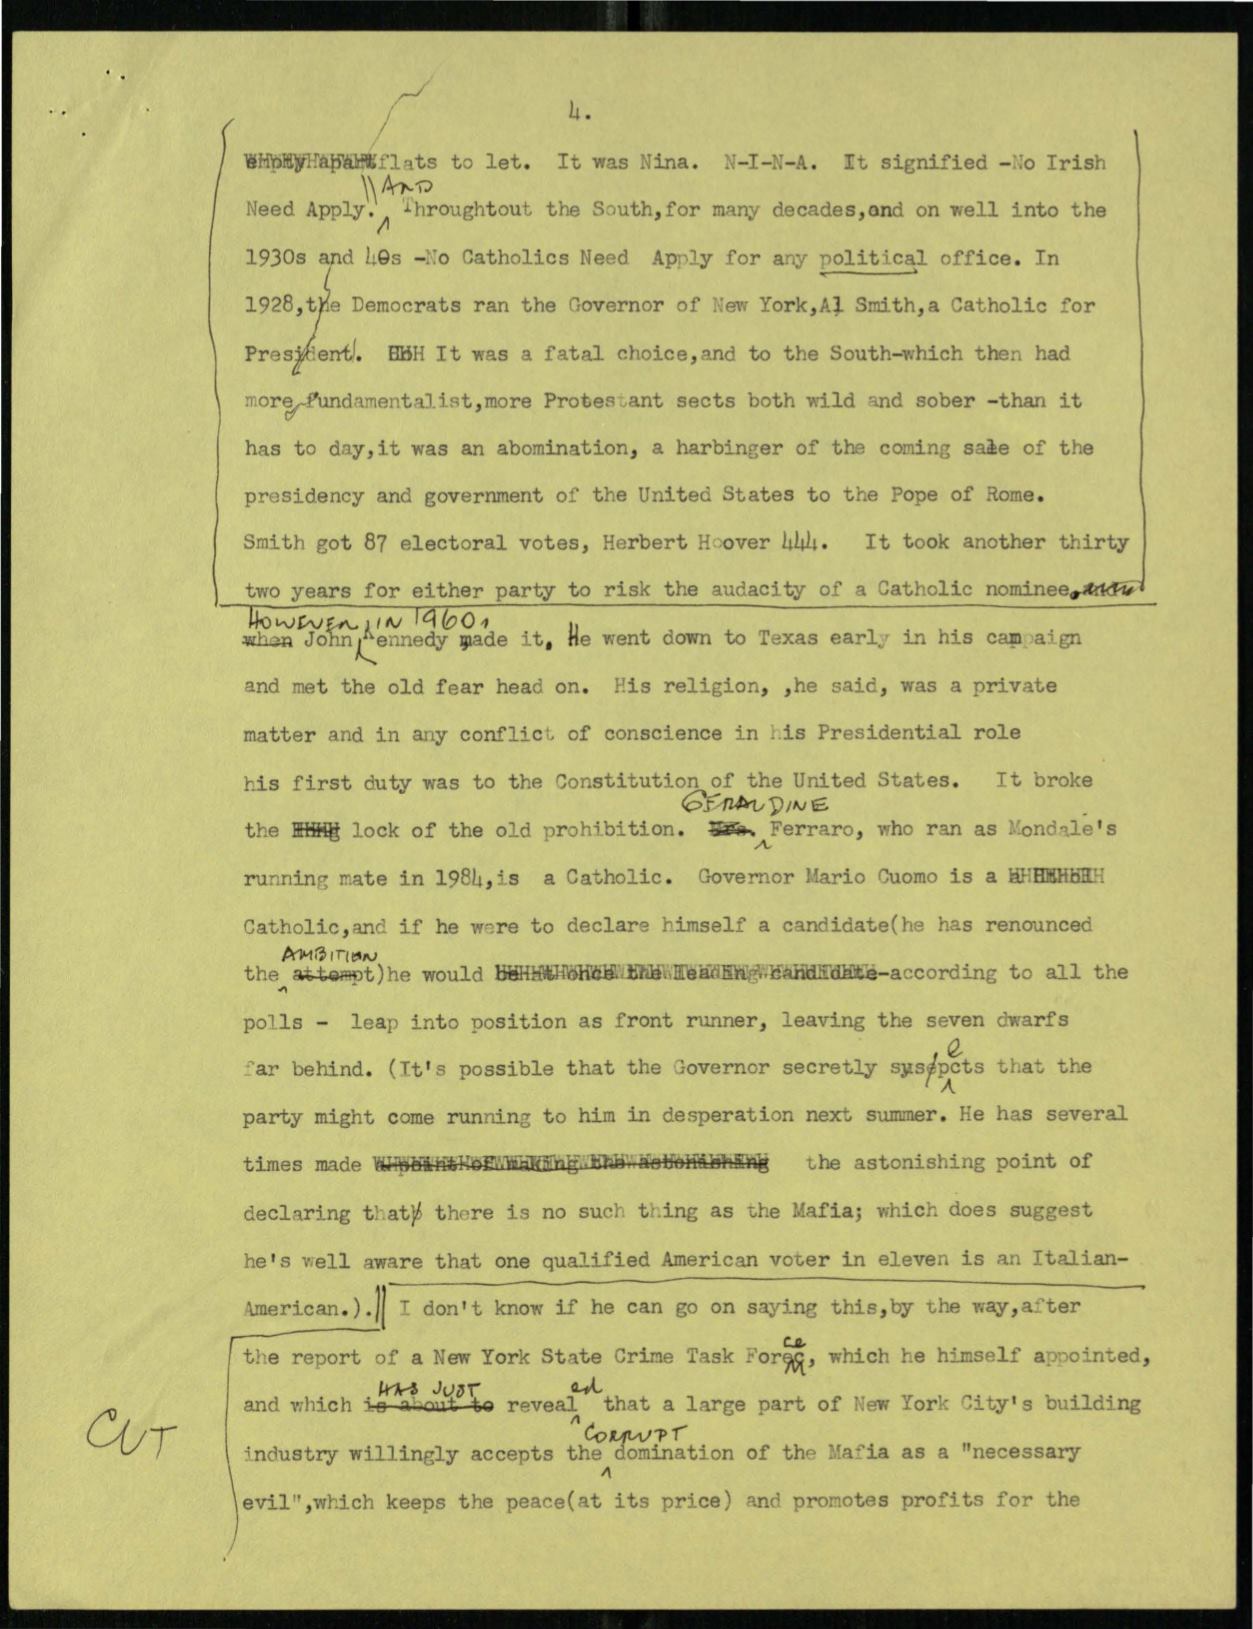 4.
flats to let. It was Nina. N-I-N-A. It signified -No Irish
AND
Need Apply. Throughtout the South,for many decades,and on well into the
1930s and 40s -No Catholics Need Apply for any political office. In
1928,the Democrats ran the Governor of New York,Al Smith,a Catholic for
President. It was a fatal choice,and to the South-which then had
more fundamentalist,more Protestant sects both wild and sober -than it
has to day,it was an abomination, a harbinger of the coming sale of the
presidency and government of the United States to the Pope of Rome.
Smith got 87 electoral votes, Herbert Hoover 444. It took another thirty
two years for either party to risk the audacity of a Catholic nominee.
HOWEVER, IN 1960,
when John Kennedy made it. He went down to Texas early in his campaign
and met the old fear head on. His religion, ,he said, was a private
matter and in any conflict of conscience in his Presidential role
his first duty was to the Constitution of the United States. It broke
GERALDINE
the lock of the old prohibition. Mrs. Ferraro, who ran as Mondale's
running mate in 1984,is a Catholic. Governor Mario Cuomo is a
Catholic,and if he were to declare himself a candidate(he has renounced
AMBITION
the attempt)he would be at once the leading candidate-according to all the
polls - leap into position as front runner, leaving the seven dwarfs
far behind. (It's possible that the Governor secretly suspects that the
party might come running to him in desperation next summer. He has several
times made a point of making the astonishing the astonishing point of
declaring that there is no such thing as the Mafia; which does suggest
he's well aware that one qualified American voter in eleven is an Italian-
American.). I don't know if he can go on saying this,by the way,after
the report of a New York State Crime Task Force, which he himself appointed,
HAS JUST ed
and which is about to reveal that a large part of New York City's building
CORRUPT
industry willingly accepts the domination of the Mafia as a "necessary
evil",which keeps the peace(at its price) and promotes profits for the
CUT